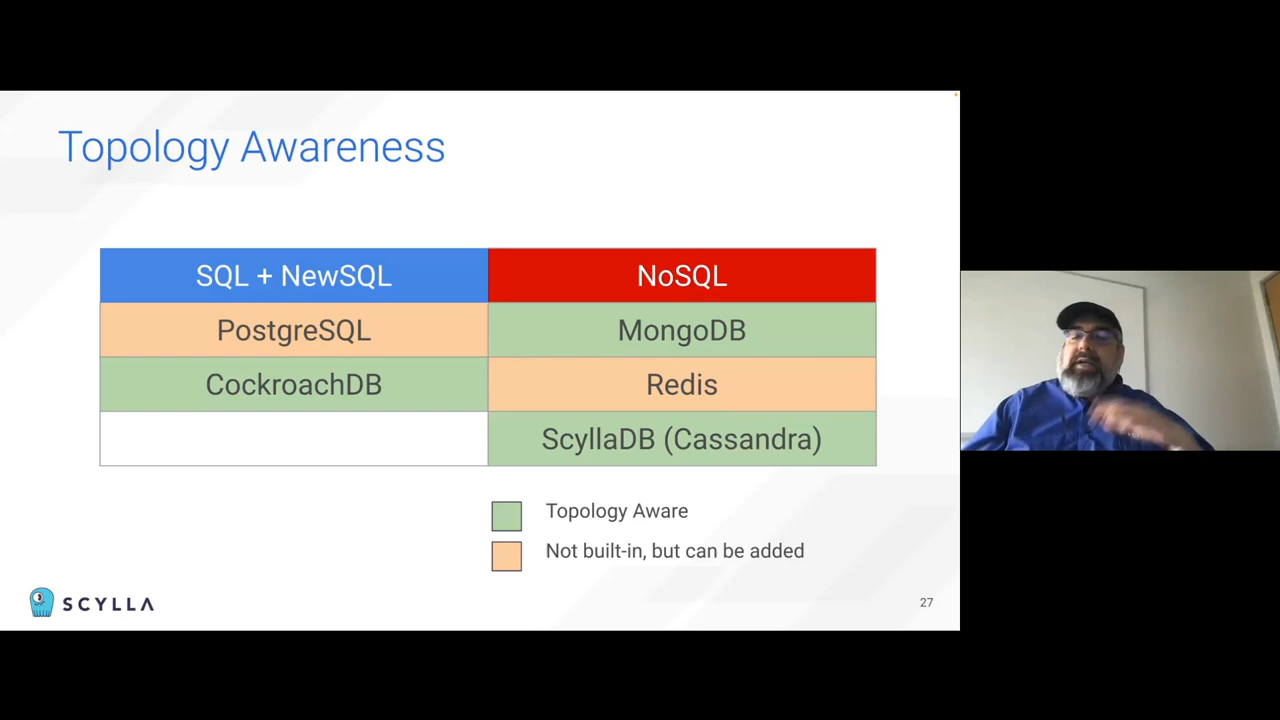 Topology Awareness
SQL + NewSQL
NoSQL
PostgreSQL
MongoDB
CockroachDB
Redis
ScyllaDB (Cassandra)
Topology Aware
Not built-in, but can be added
SCYLLA
27